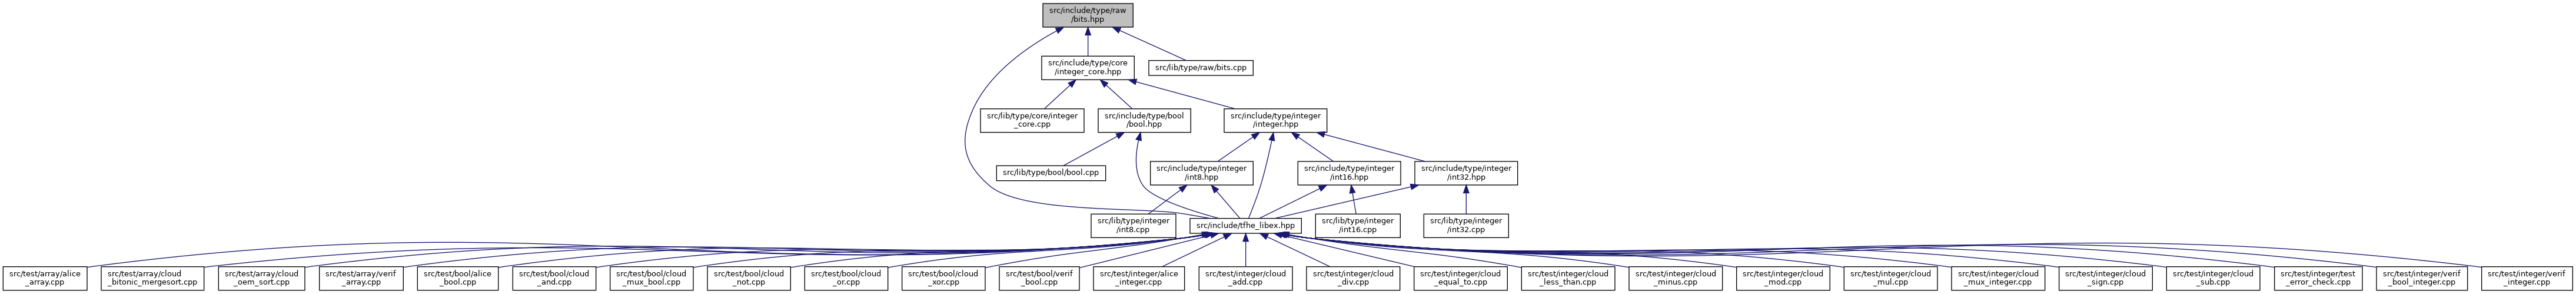 src/include/type/raw
/bits.hpp
src/include/type/core
/integer_core.hpp
src/lib/type/raw/bits.cpp
src/lib/type/core/integer
_core.cpp
src/include/type/bool
/bool.hpp
src/include/type/integer
/integer.hpp
src/lib/type/bool/bool.cpp
src/include/type/integer
/int8.hpp
src/include/type/integer
/int16.hpp
src/include/type/integer
/int32.hpp
src/lib/type/integer
/int8.cpp
src/include/tfhe_libex.hpp
src/lib/type/integer
/int16.cpp
src/lib/type/integer
/int32.cpp
src/test/array/alice
_array.cpp
src/test/array/cloud
_bitonic_mergesort.cpp
src/test/array/cloud
_oem_sort.cpp
src/test/array/verif
_array.cpp
src/test/bool/alice
_bool.cpp
src/test/bool/cloud
_and.cpp
src/test/bool/cloud
_mux_bool.cpp
src/test/bool/cloud
_not.cpp
src/test/bool/cloud
_or.cpp
src/test/bool/cloud
_xor.cpp
src/test/bool/verif
_bool.cpp
src/test/integer/alice
_integer.cpp
src/test/integer/cloud
_add.cpp
src/test/integer/cloud
_div.cpp
src/test/integer/cloud
_equal_to.cpp
src/test/integer/cloud
_less_than.cpp
src/test/integer/cloud
_minus.cpp
src/test/integer/cloud
_mod.cpp
src/test/integer/cloud
_mul.cpp
src/test/integer/cloud
_mux_integer.cpp
src/test/integer/cloud
_sign.cpp
src/test/integer/cloud
_sub.cpp
src/test/integer/test
_error_check.cpp
src/test/integer/verif
_bool_integer.cpp
src/test/integer/verif
_integer.cpp